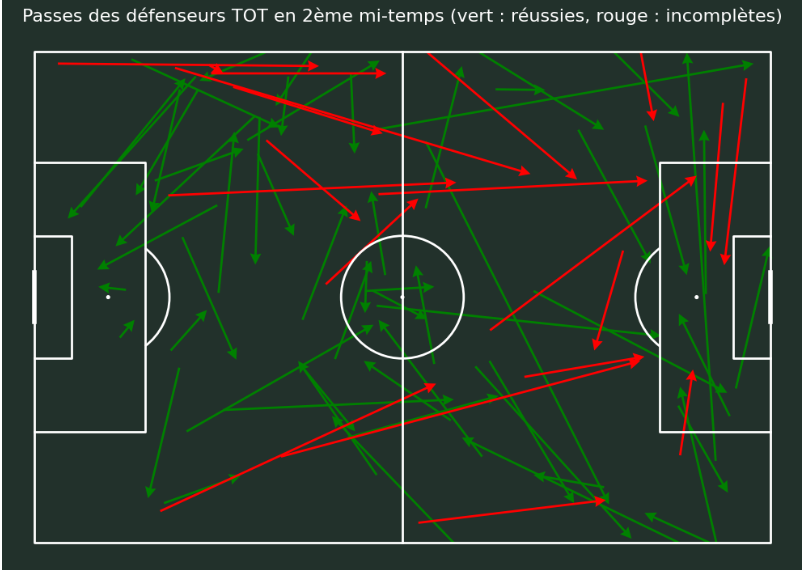 Passes des défenseurs TOT en 2ème mi-temps (vert : réussies, rouge : incomplètes)